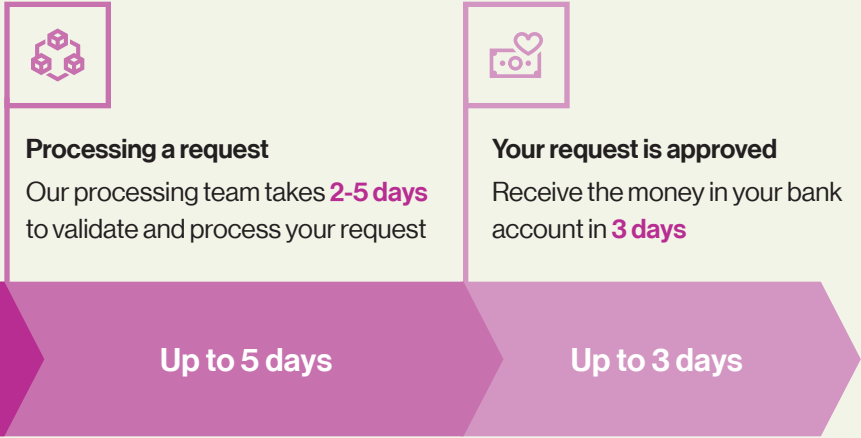 Processing a request
Our processing team takes 2-5 days
to validate and process your request
Your request is approved
Receive the money in your bank
account in 3 days
Up to 5 days
Up to 3 days